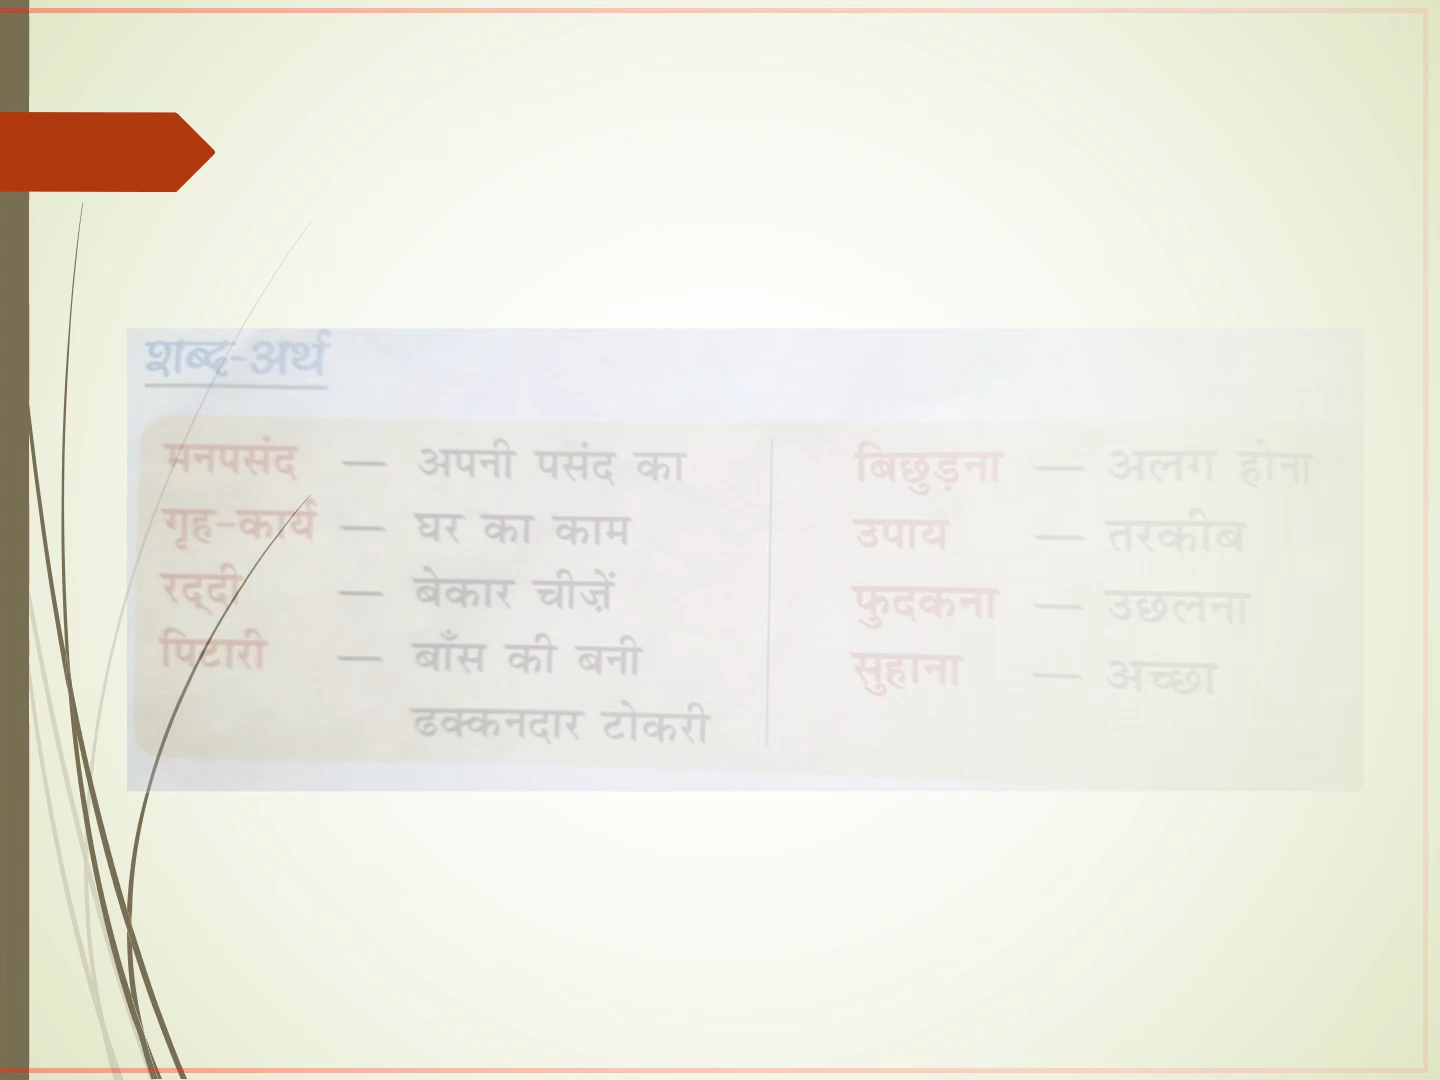 शब्द-अर्थ
मनपसंद — अपनी पसंद का
गृह-कार्य — घर का काम
रद्‌दी — बेकार चीज़ें
पिटारी — बाँस की बनी
ढक्कनदार टोकरी
बिछुड़ना — अलग होना
उपाय — तरकीब
फुदकना — उछलना
सुहाना — अच्छा